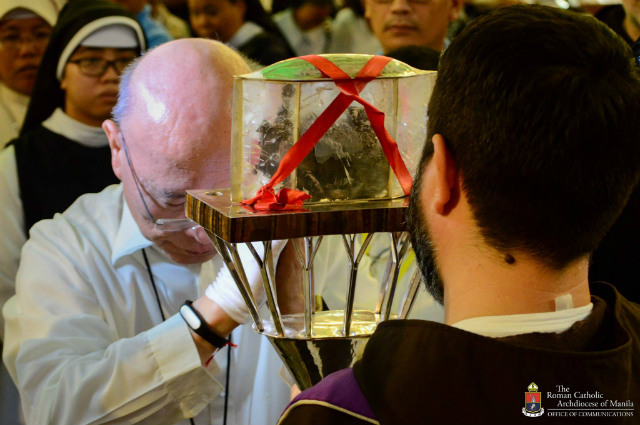 The
Roman Catholic
Archdiocese of Manila
OFFICE OF COMMUNICATIONS